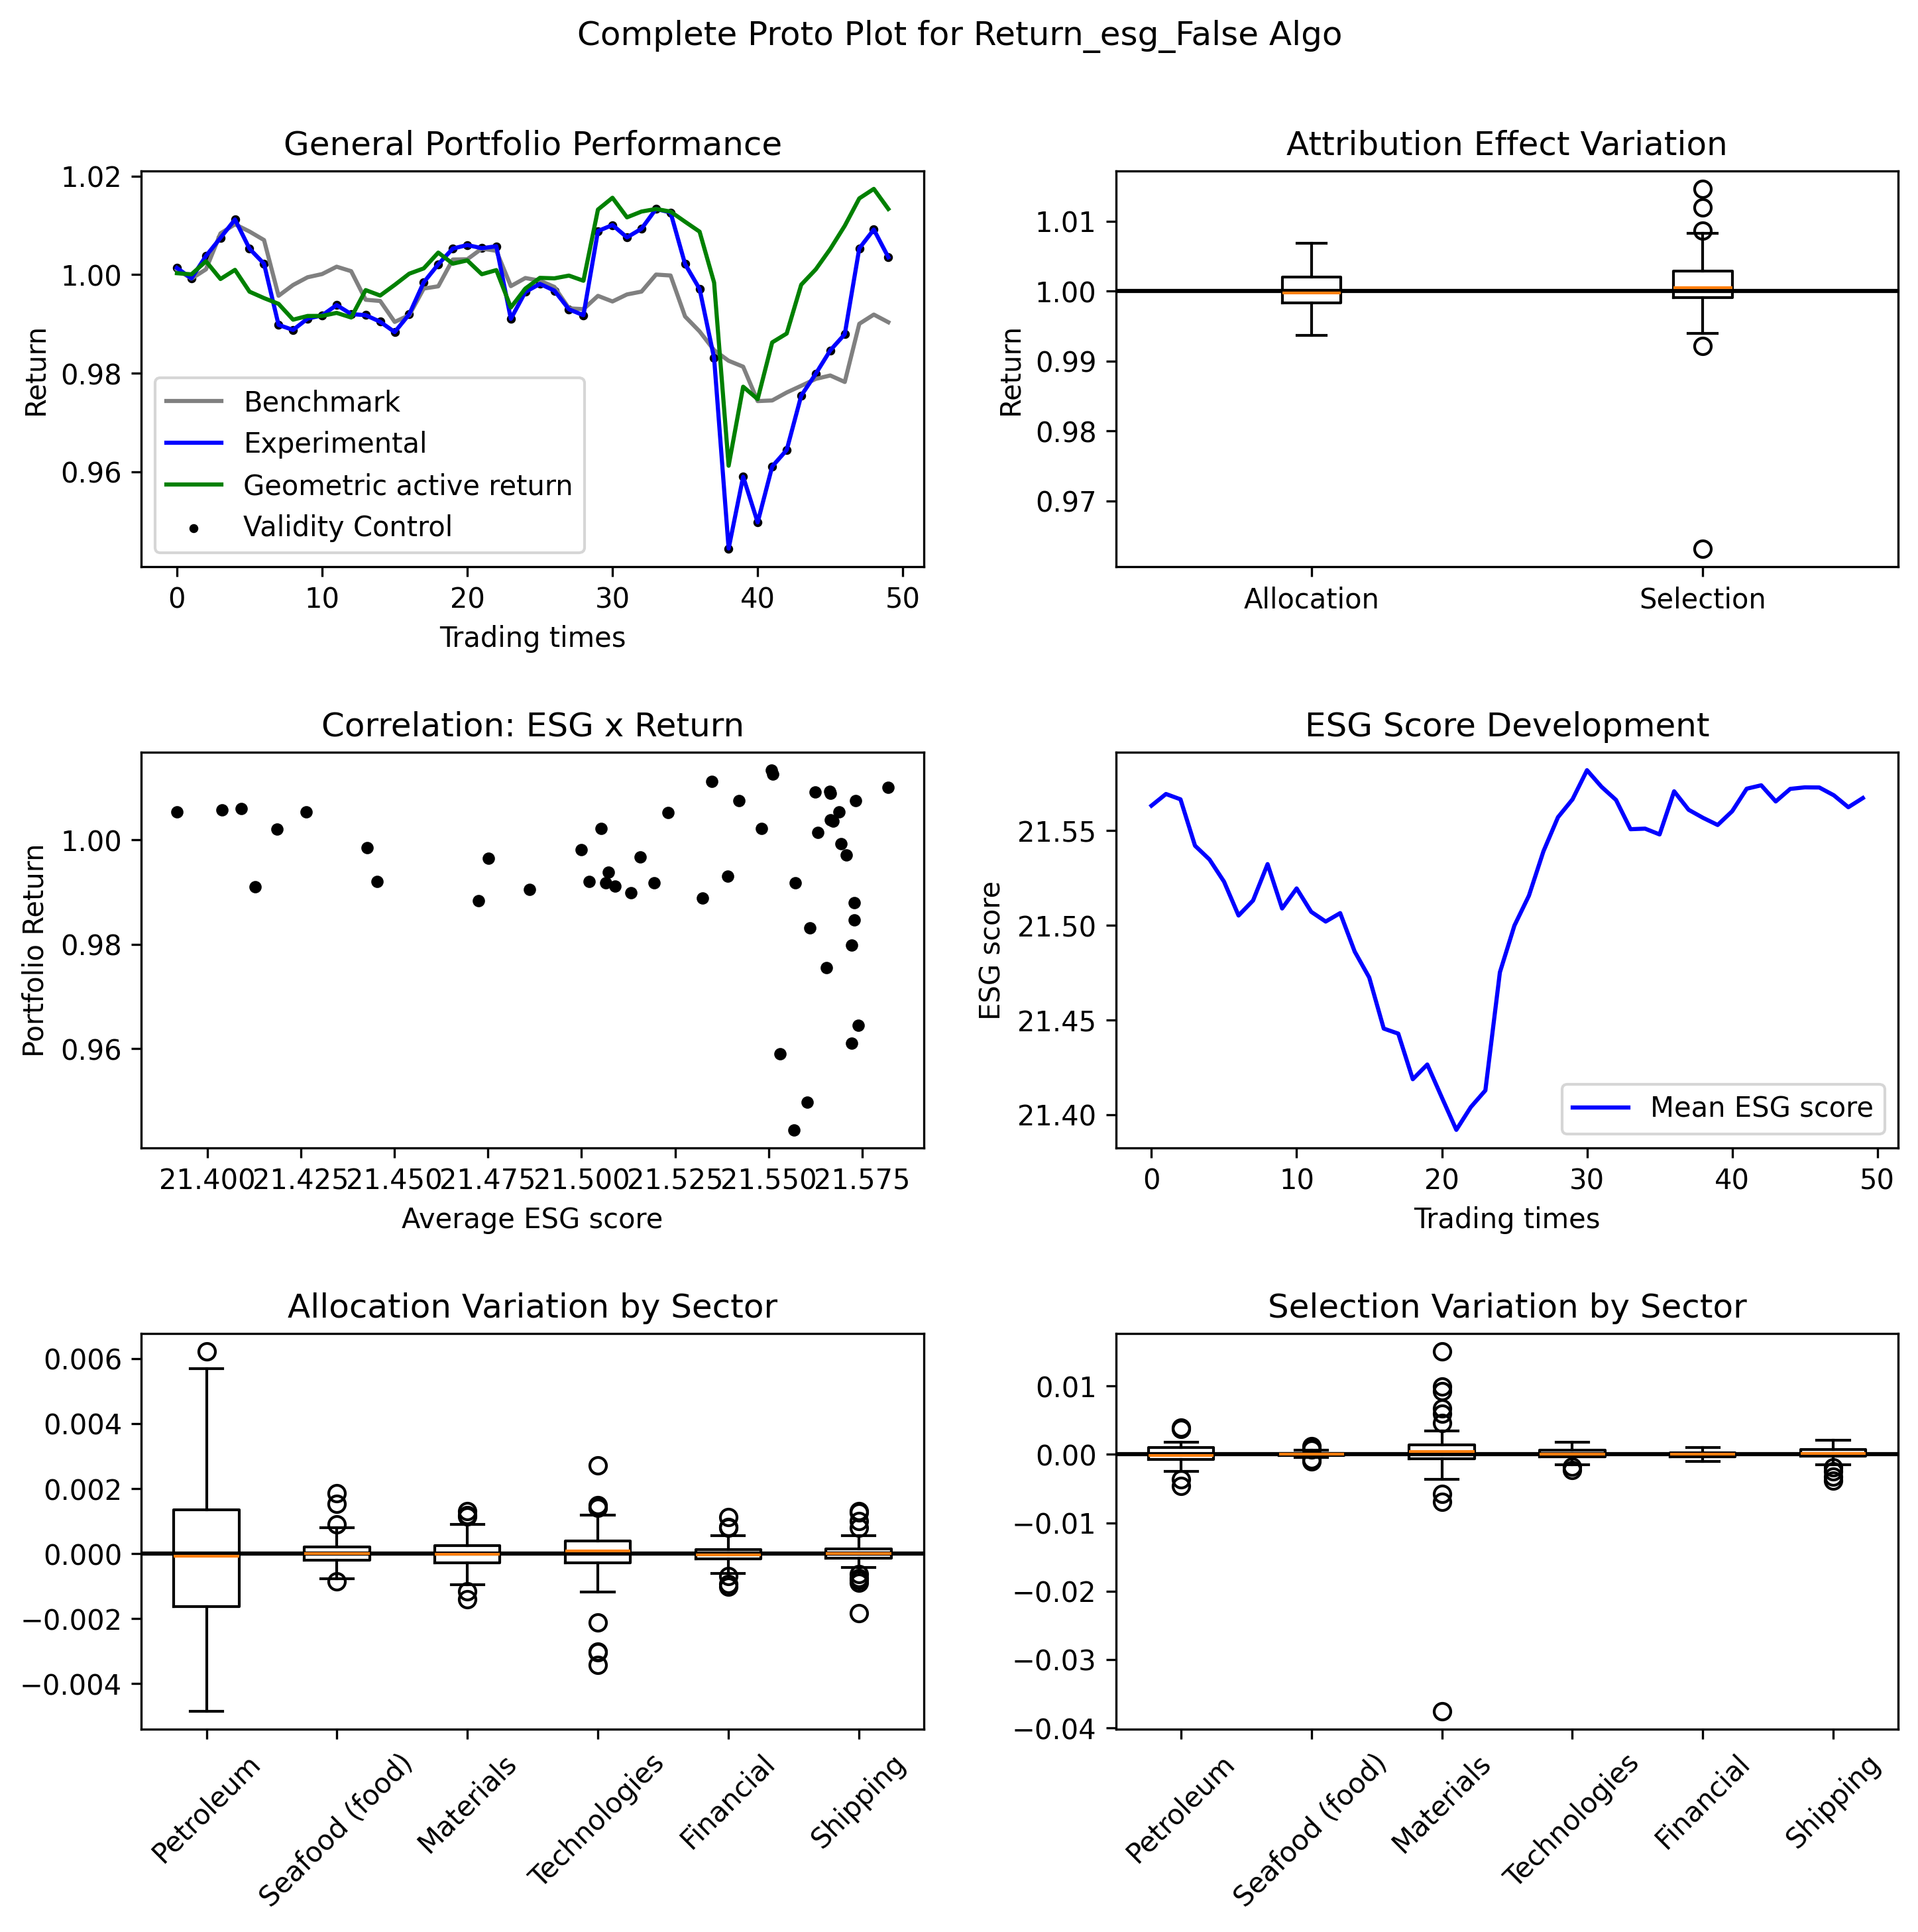 Complete Proto Plot for Return_esg_False Algo
General Portfolio Performance
1.02
1.00
0.98
0.96
Return
Benchmark
Experimental
Geometric active return
Validity Control
0
10
20
30
40
50
Trading times
Attribution Effect Variation
1.01
1.00
0.99
0.98
0.97
Return
Allocation
Selection
Correlation: ESG x Return
1.00
0.98
0.96
Portfolio Return
21.400
21.425
21.450
21.475
21.500
21.525
21.550
21.575
Average ESG score
ESG Score Development
21.55
21.50
21.45
21.40
ESG score
Mean ESG score
0
10
20
30
40
50
Trading times
Allocation Variation by Sector
0.006
0.004
0.002
0.000
−0.002
−0.004
Petroleum
Seafood (food)
Materials
Technologies
Financial
Shipping
Selection Variation by Sector
0.01
0.00
−0.01
−0.02
−0.03
−0.04
Petroleum
Seafood (food)
Materials
Technologies
Financial
Shipping